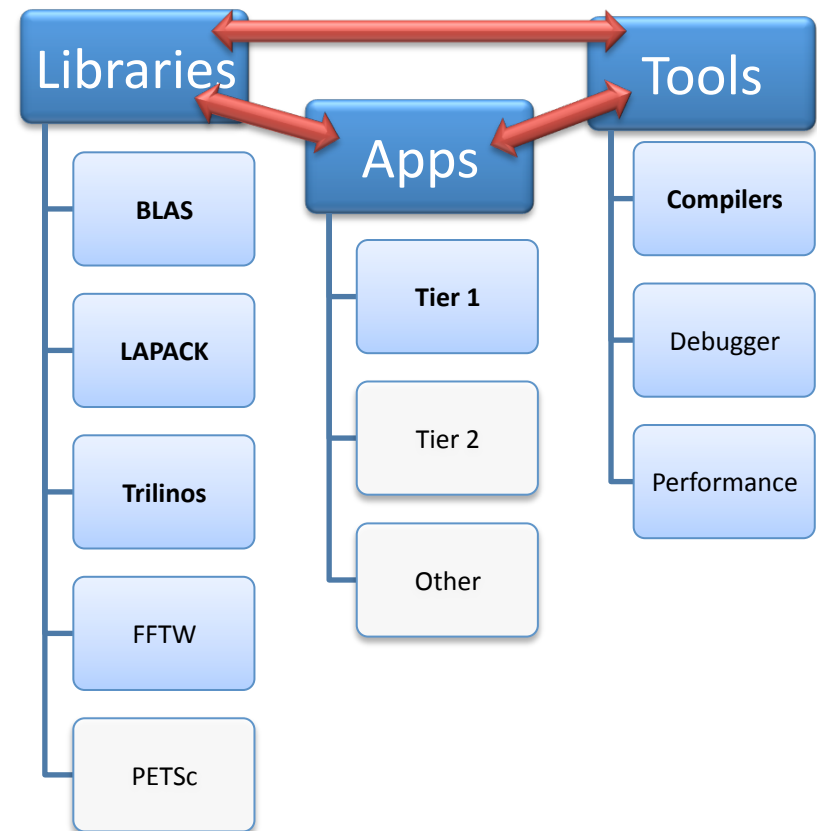 Libraries
BLAS
LAPACK
Trilinos
FFTW
PETSc
Apps
Tier 1
Tier 2
Other
Tools
Compilers
Debugger
Performance